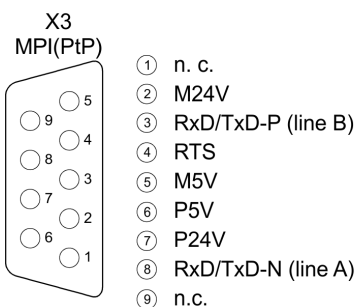 X3
MPI(PtP)
5
9
4
8
3
7
2
6
1
① n. c.
② M24V
③ RxD/TxD-P (line B)
④ RTS
⑤ M5V
⑥ P5V
⑦ P24V
⑧ RxD/TxD-N (line A)
⑨ n.c.